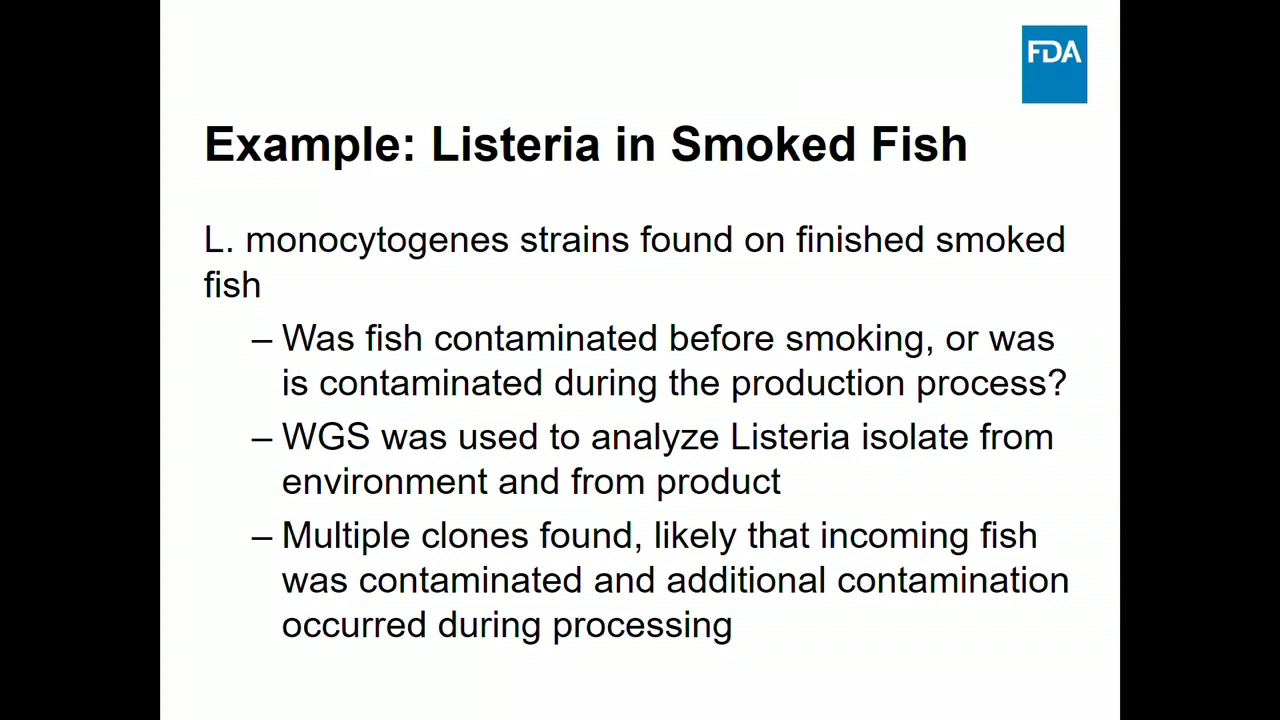 FDA
Example: Listeria in Smoked Fish
L. monocytogenes strains found on finished smoked
fish
– Was fish contaminated before smoking, or was
is contaminated during the production process?
– WGS was used to analyze Listeria isolate from
environment and from product
– Multiple clones found, likely that incoming fish
was contaminated and additional contamination
occurred during processing